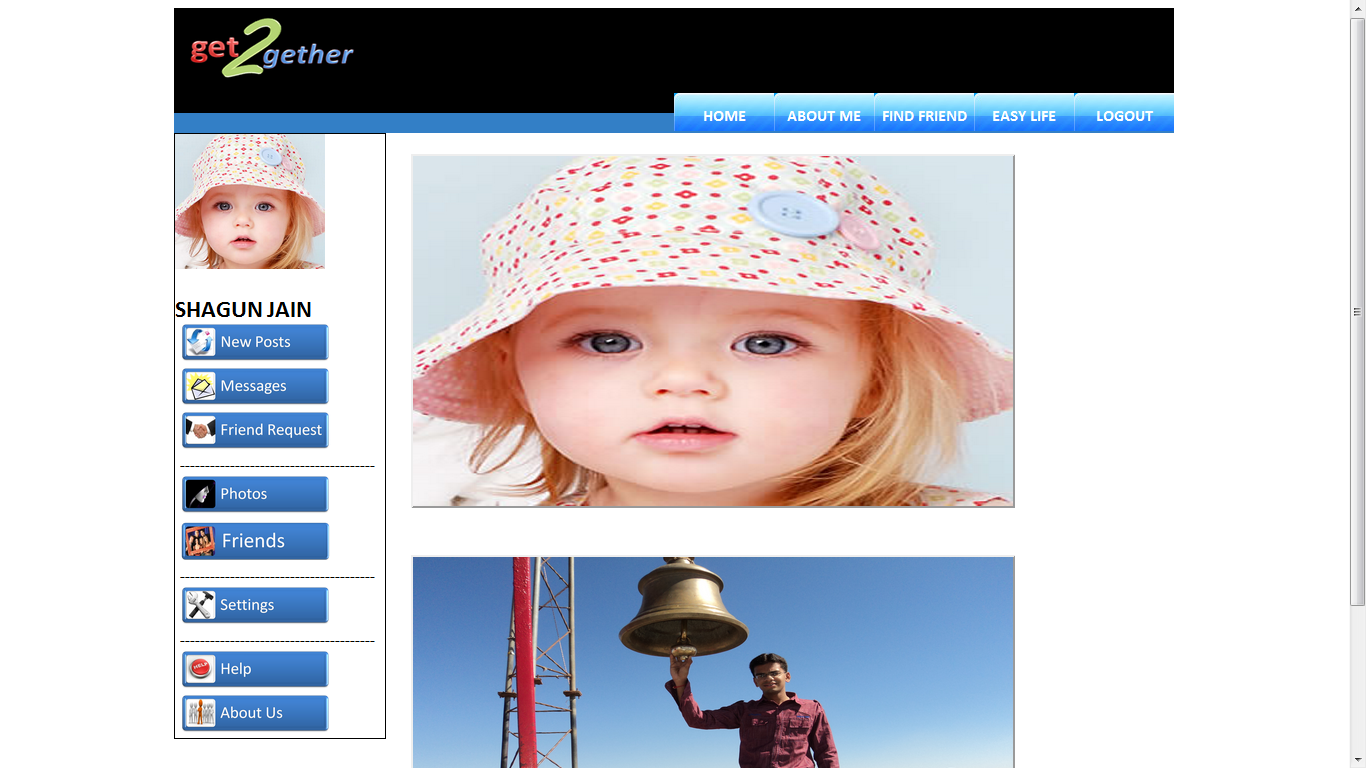 get2gether
HOME ABOUT ME FIND FRIEND EASY LIFE LOGOUT
SHAGUN JAIN
New Posts
Messages
Friend Request
Photos
Friends
Settings
HELP
Help
About Us